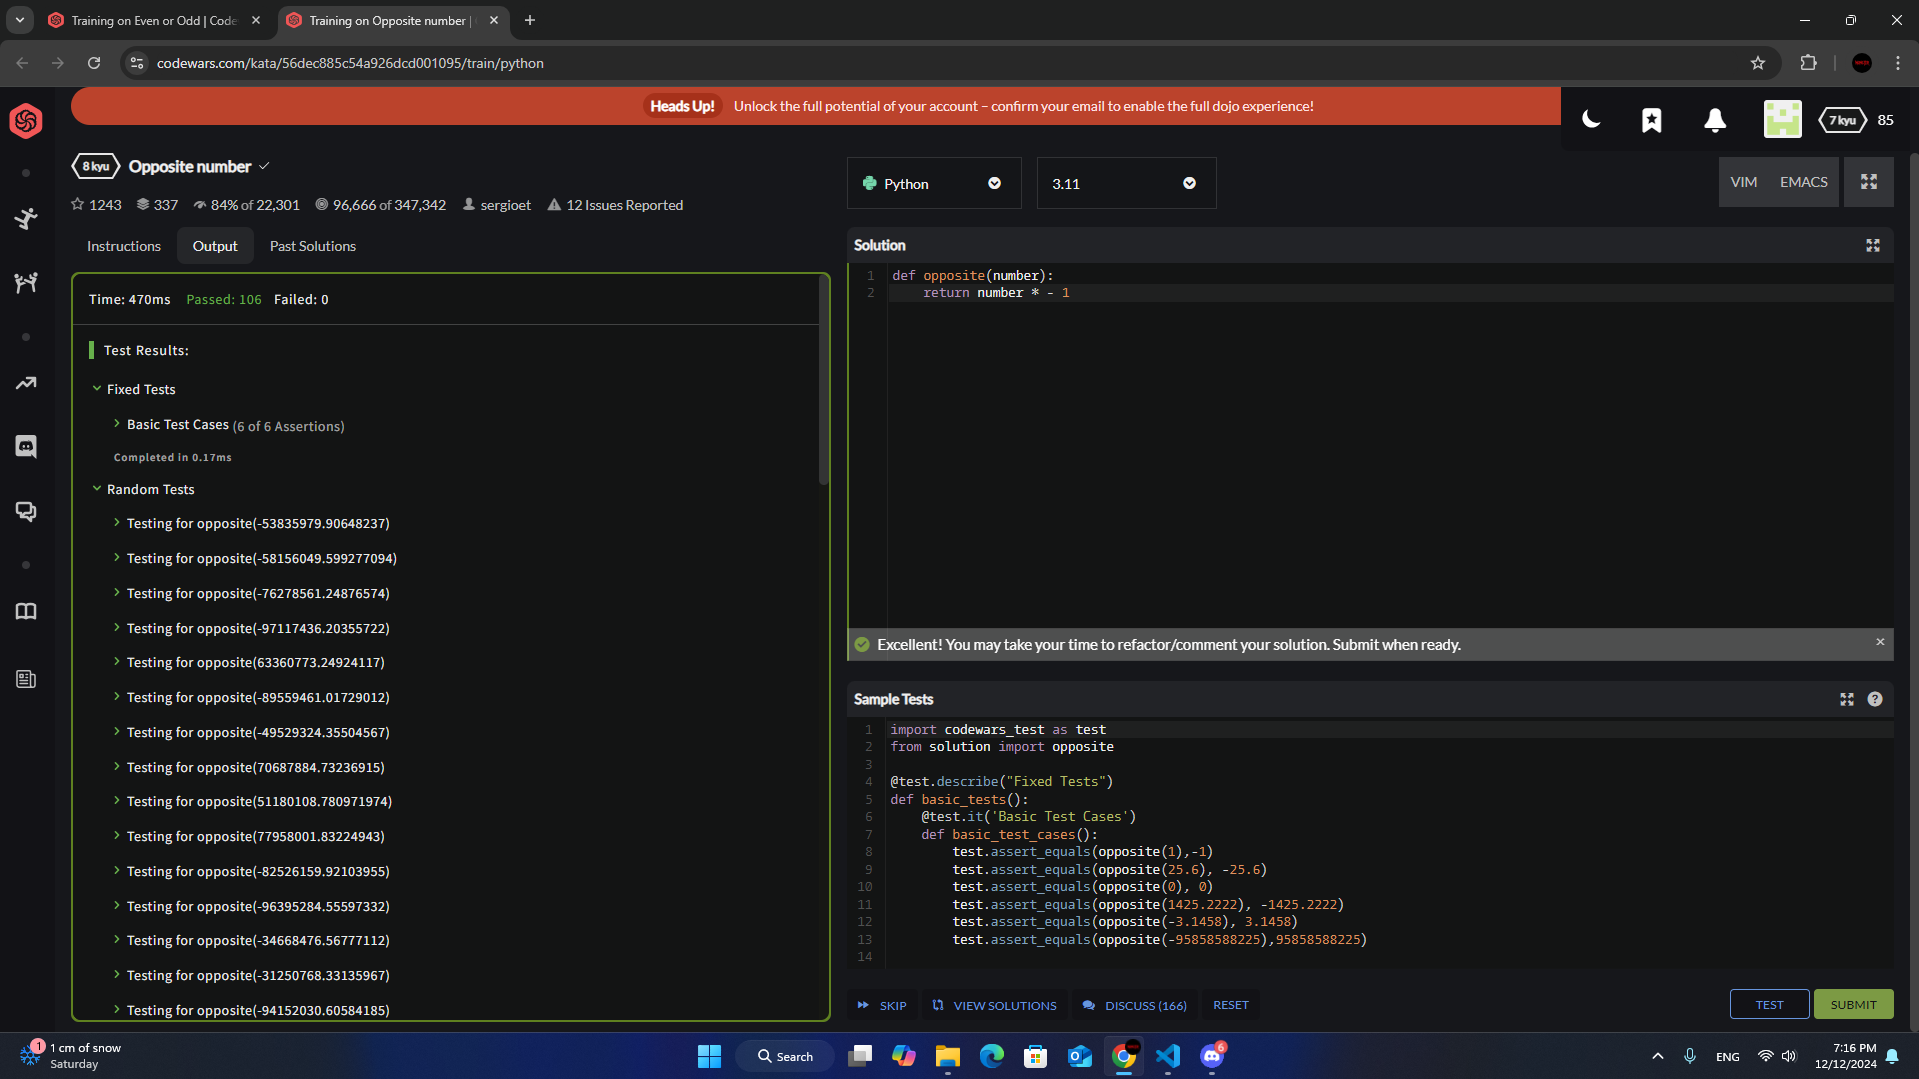 Training on Even or Odd | Code
Training on Opposite number |
codewars.com/kata/56dec885c54a926dcd001095/train/python
Heads Up! Unlock the full potential of your account – confirm your email to enable the full dojo experience!
7 kyu 85
8 kyu Opposite number
1243 337 84% of 22,301 96,666 of 347,342 sergioet 12 Issues Reported
Instructions Output Past Solutions
Time: 470ms Passed: 106 Failed: 0
Test Results:
Fixed Tests
Basic Test Cases (6 of 6 Assertions)
Completed in 0.17ms
Random Tests
Testing for opposite(-53835979.90648237)
Testing for opposite(-58156049.599277094)
Testing for opposite(-76278561.24876574)
Testing for opposite(-97117436.20355722)
Testing for opposite(63360773.24924117)
Testing for opposite(-89559461.01729012)
Testing for opposite(-49529324.35504567)
Testing for opposite(70687884.73236915)
Testing for opposite(51180108.780971974)
Testing for opposite(77958001.83224943)
Testing for opposite(-82526159.92103955)
Testing for opposite(-96395284.55597332)
Testing for opposite(-34668476.56777112)
Testing for opposite(-31250768.33135967)
Testing for opposite(-94152030.60584185)
Python 3.11 VIM EMACS
Solution
1 def opposite(number):
2 return number * - 1
Excellent! You may take your time to refactor/comment your solution. Submit when ready.
Sample Tests
1 import codewars_test as test
2 from solution import opposite
3
4 @test.describe("Fixed Tests")
5 def basic_tests():
6 @test.it('Basic Test Cases')
7 def basic_test_cases():
8 test.assert_equals(opposite(1),-1)
9 test.assert_equals(opposite(25.6), -25.6)
10 test.assert_equals(opposite(0), 0)
11 test.assert_equals(opposite(1425.2222), -1425.2222)
12 test.assert_equals(opposite(-3.1458), 3.1458)
13 test.assert_equals(opposite(-95858588225),95858588225)
14
SKIP VIEW SOLUTIONS DISCUSS (166) RESET TEST SUBMIT
1 1 cm of snow
Saturday
Search
6
ENG
7:16 PM
12/12/2024